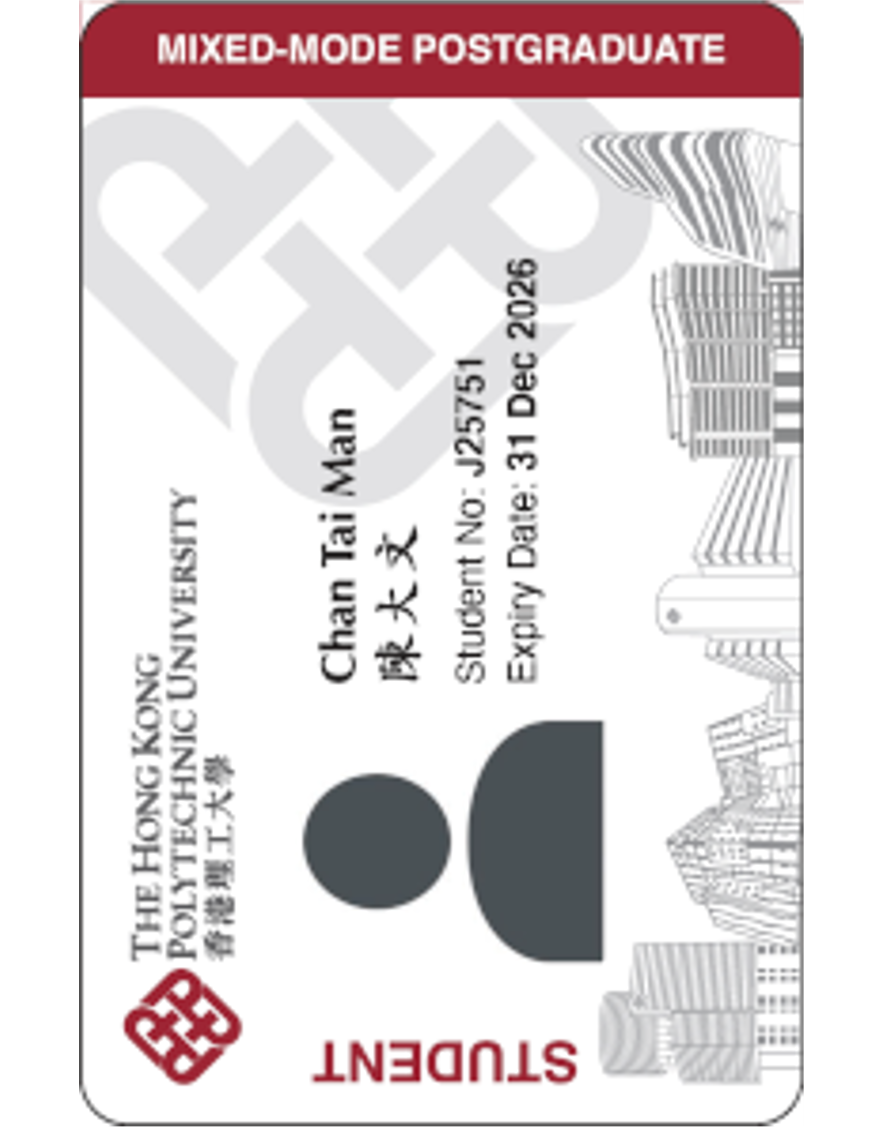 MIXED-MODE POSTGRADUATE
THE HONG KONG
POLYTECHNIC UNIVERSITY
香港理工大學
Chan Tai Man
陳大文
Student No: J25751
Expiry Date: 31 Dec 2026
STUDENT